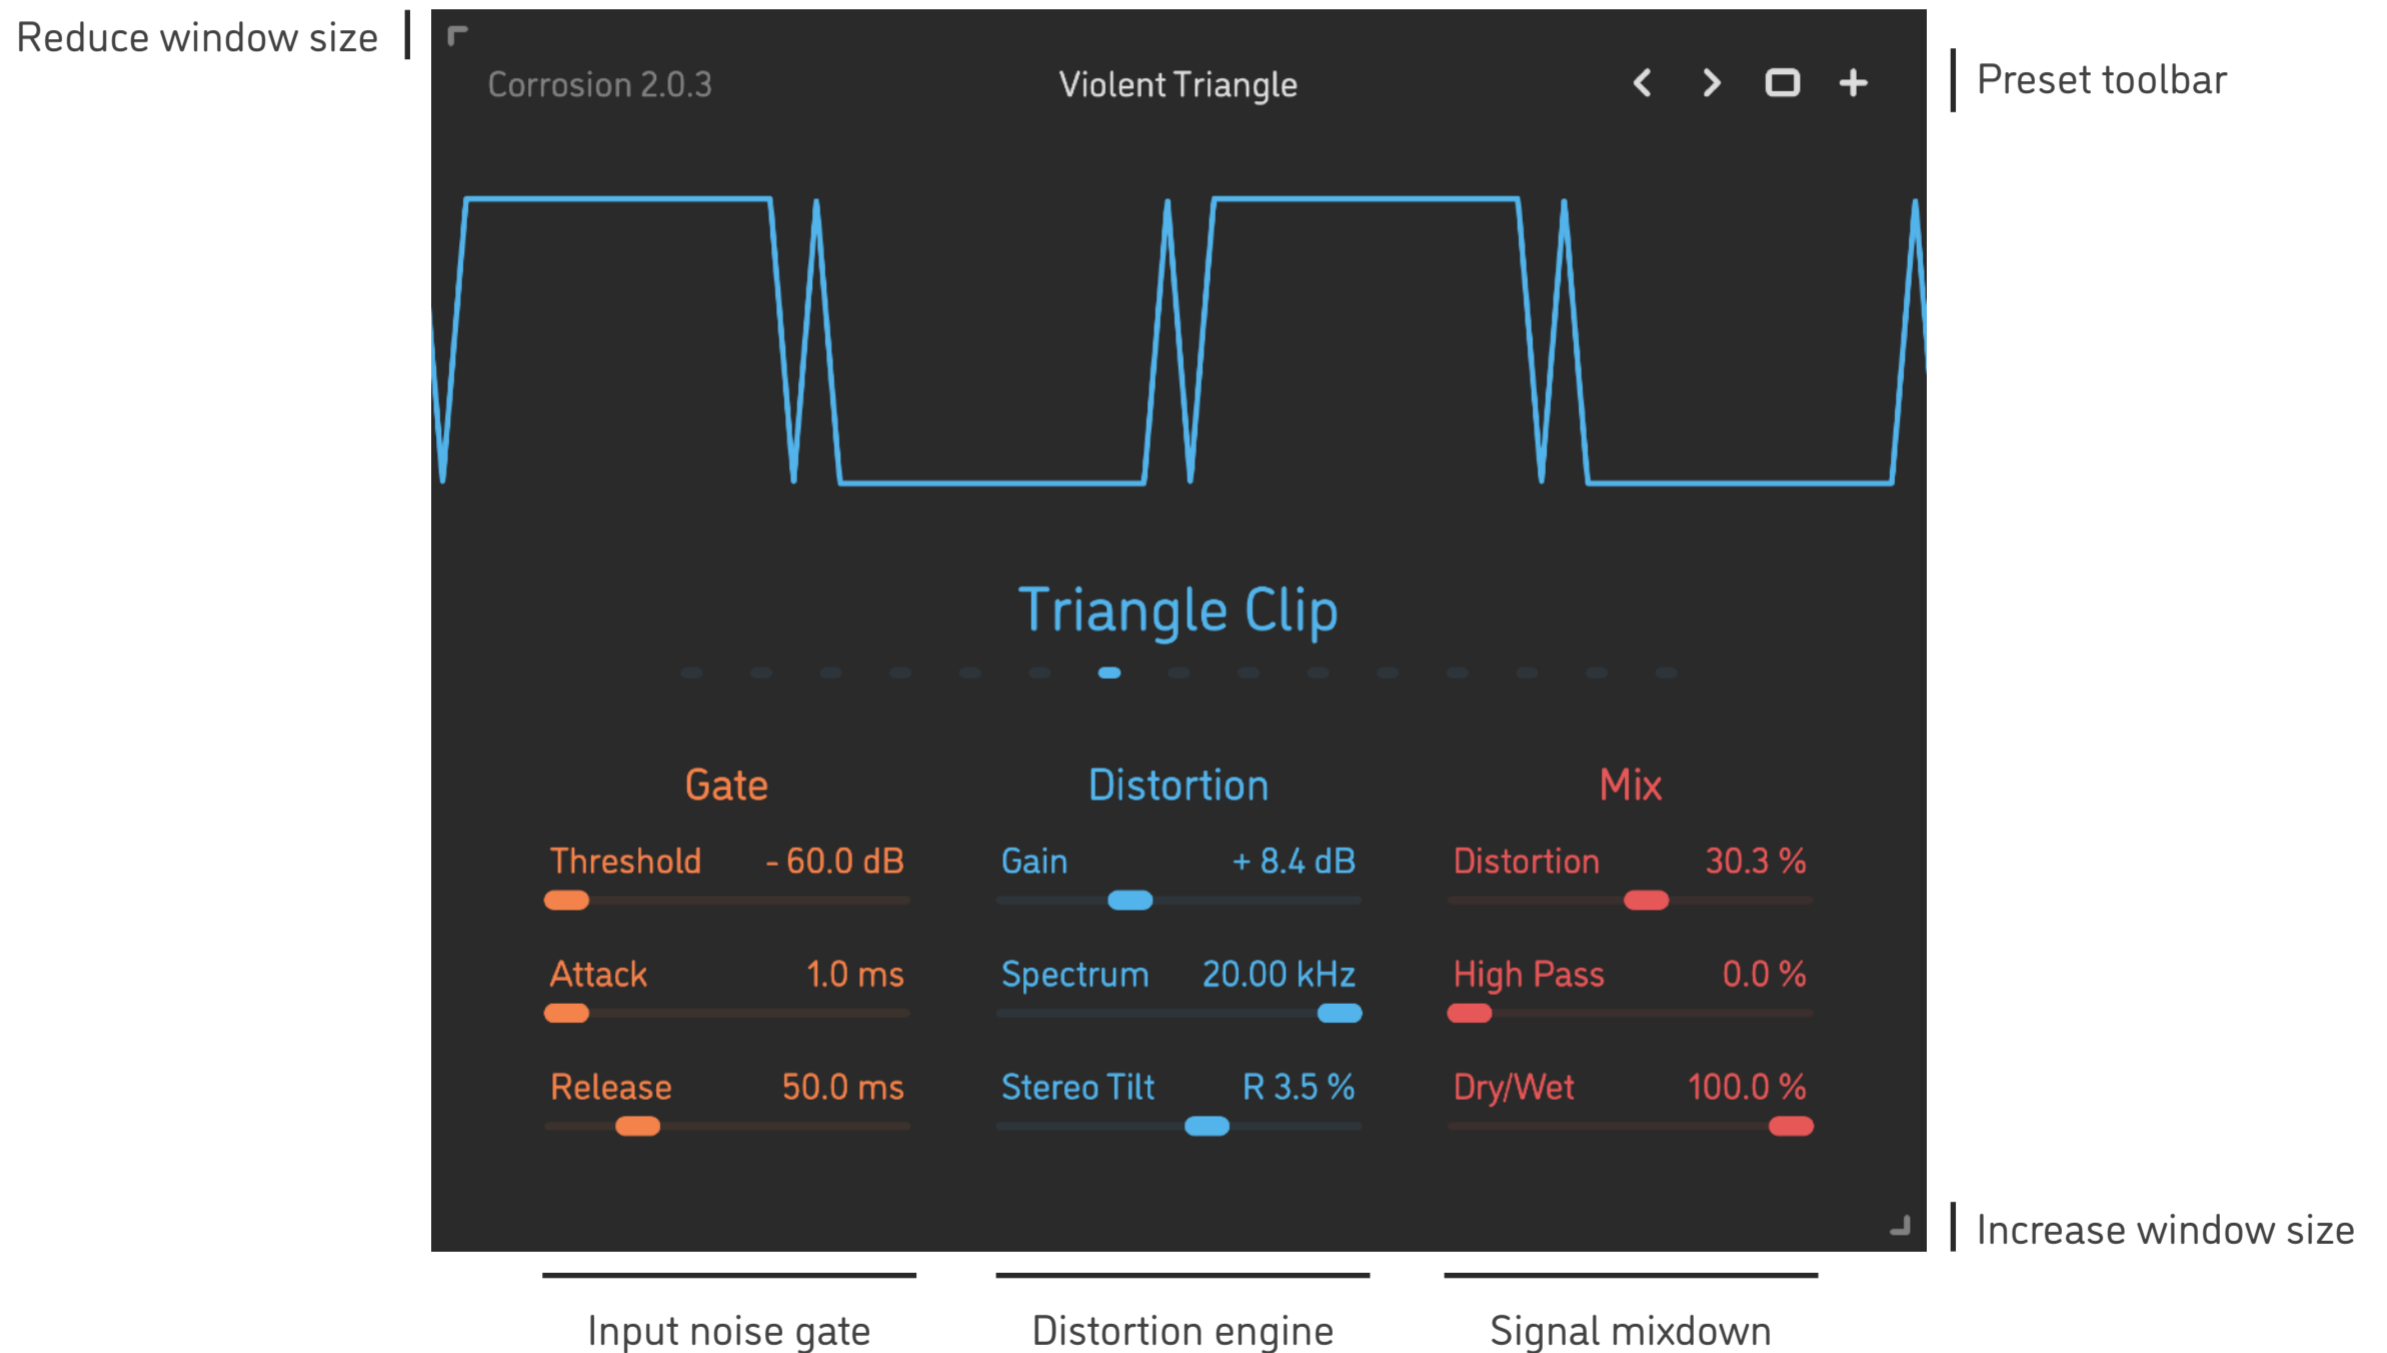 Reduce window size
Corrosion 2.0.3
Violent Triangle
Preset toolbar
Triangle Clip
Gate
Distortion
Mix
Threshold - 60.0 dB
Gain + 8.4 dB
Distortion 30.3 %
Attack 1.0 ms
Spectrum 20.00 kHz
High Pass 0.0 %
Release 50.0 ms
Stereo Tilt R 3.5 %
Dry/Wet 100.0 %
Increase window size
Input noise gate
Distortion engine
Signal mixdown